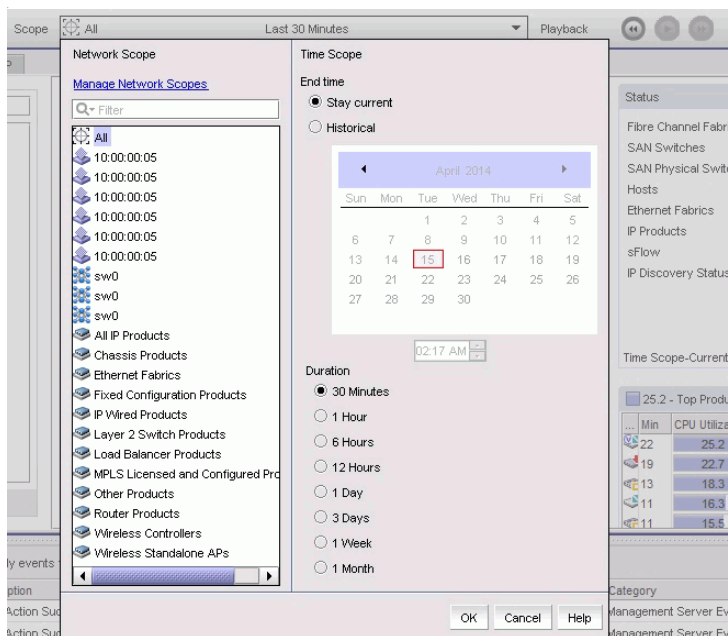 Scope All Last 30 Minutes Playback
Network Scope
Manage Network Scopes
Filter
All
10:00:00:05
10:00:00:05
10:00:00:05
10:00:00:05
10:00:00:05
10:00:00:05
sw0
sw0
sw0
All IP Products
Chassis Products
Ethernet Fabrics
Fixed Configuration Products
IP Wired Products
Layer 2 Switch Products
Load Balancer Products
MPLS Licensed and Configured Pro
Other Products
Router Products
Wireless Controllers
Wireless Standalone APs
Time Scope
End time
Stay current
Historical
April 2014
Sun Mon Tue Wed Thu Fri Sat
1 2 3 4 5
6 7 8 9 10 11 12
13 14 15 16 17 18 19
20 21 22 23 24 25 26
27 28 29 30
02:17 AM
Duration
30 Minutes
1 Hour
6 Hours
12 Hours
1 Day
3 Days
1 Week
1 Month
OK Cancel Help
Status
Fibre Channel Fabri
SAN Switches
SAN Physical Swit
Hosts
Ethernet Fabrics
IP Products
sFlow
IP Discovery Status
Time Scope-Current
25.2 - Top Produ
... Min CPU Utiliza
22 25.2
19 22.7
13 18.3
11 16.3
11 15.5
ly events
ption Category
Action Suc Management Server Ev
Action Suc Management Server Ev